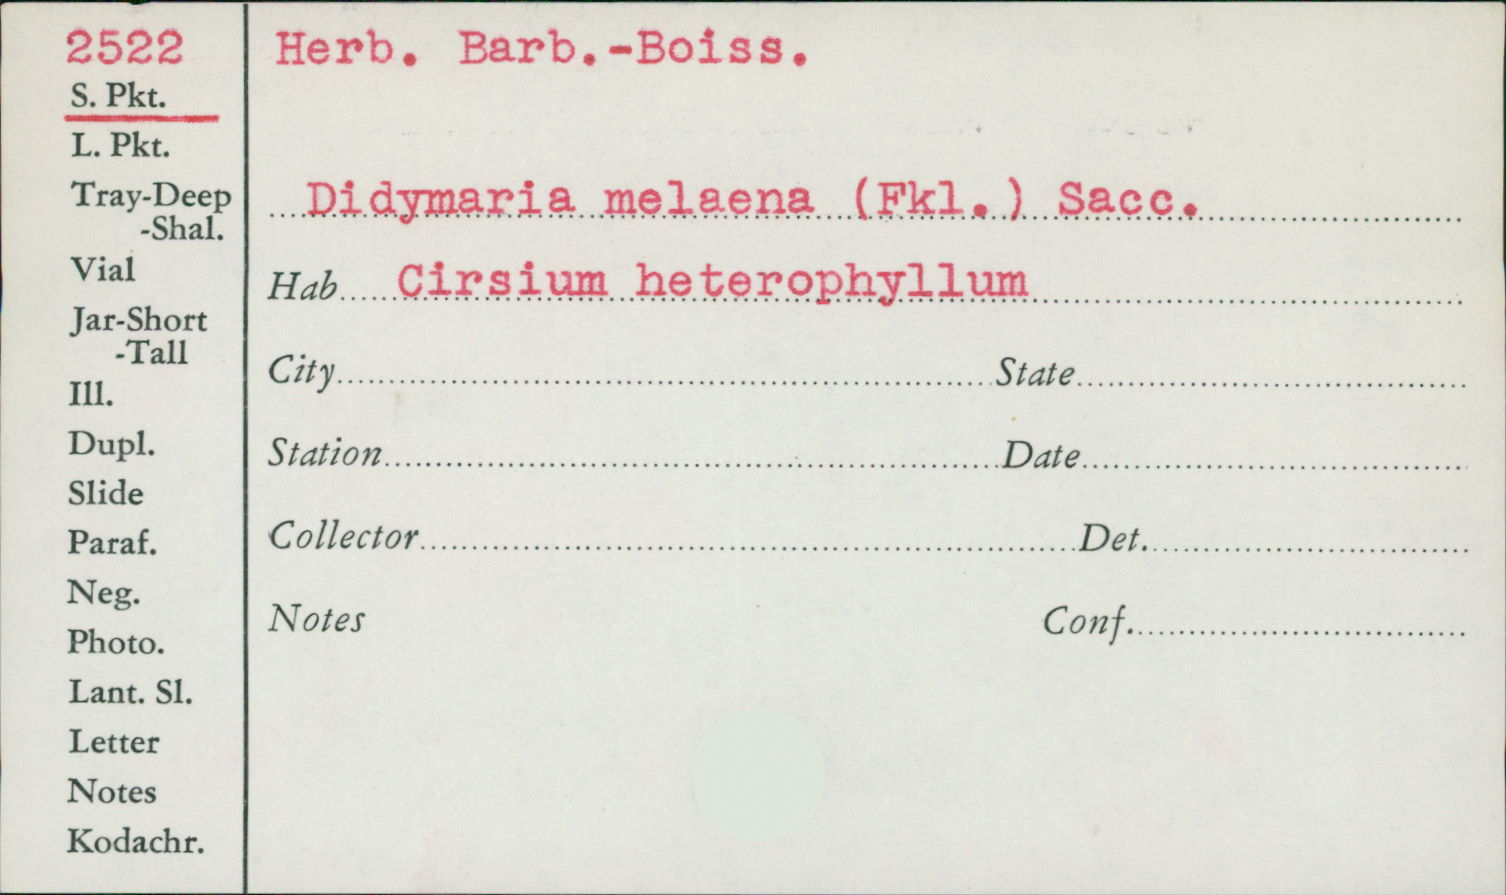 2522
S. Pkt.
L. Pkt.
Tray-Deep
-Shal.
Vial
Jar-Short
-Tall
Ill.
Dupl.
Slide
Paraf.
Neg.
Photo.
Lant. Sl.
Letter
Notes
Kodachr.
Herb. Barb.-Boiss.
Didymaria melaena (Fkl.) Sacc.
Hab. Cirsium heterophyllum
City State
Station Date
Collector Det.
Notes Conf.